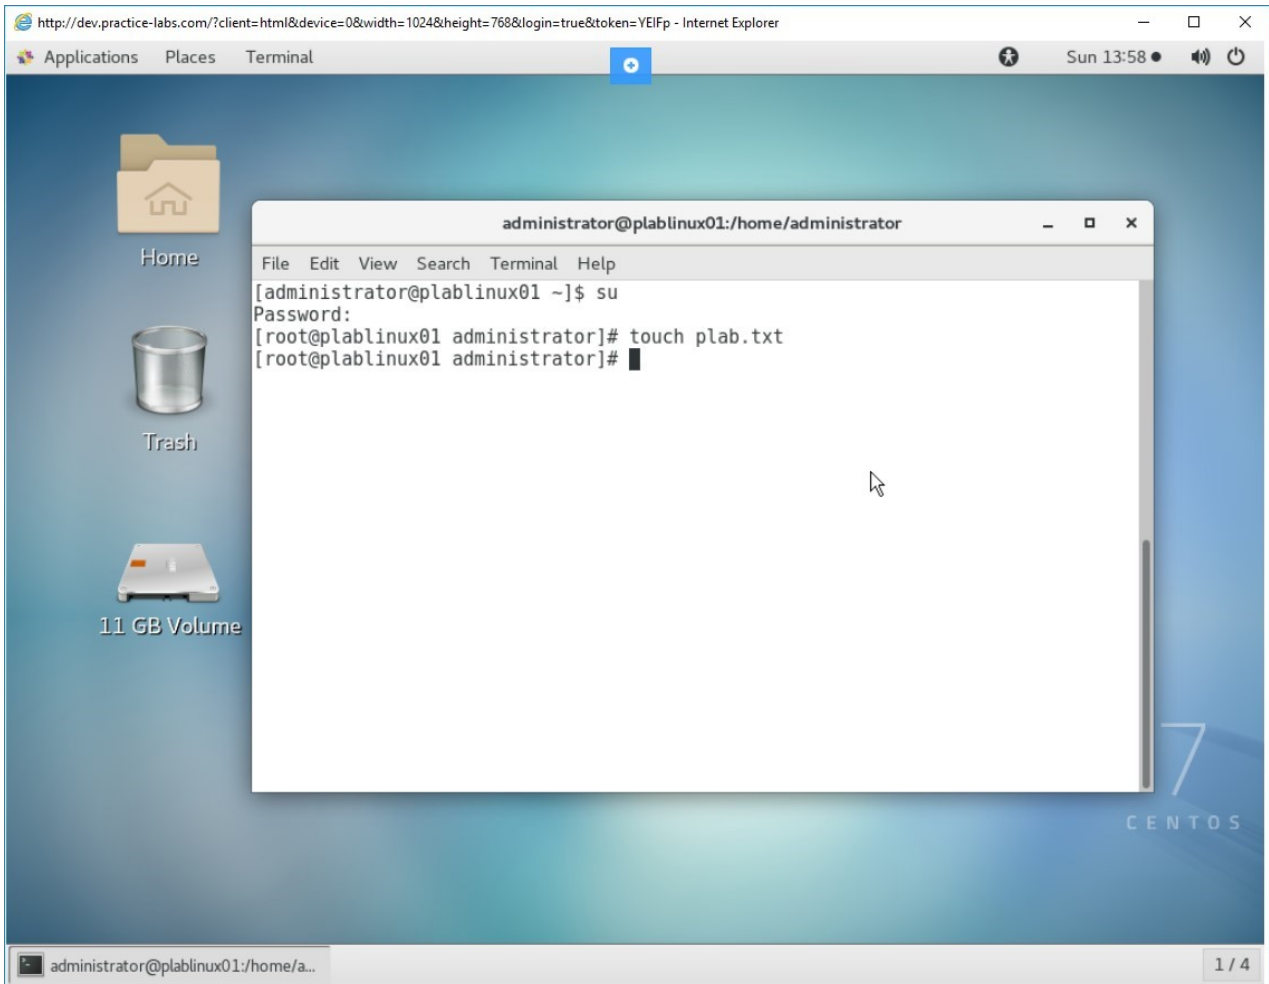 http://dev.practice-labs.com/?client=html&device=0&width=1024&height=768&login=true&token=YEIFp - Internet Explorer
Applications Places Terminal Sun 13:58
Home
administrator@plablinux01:/home/administrator
File Edit View Search Terminal Help
[administrator@plablinux01 ~]$ su
Password:
[root@plablinux01 administrator]# touch plab.txt
[root@plablinux01 administrator]#
Trash
11 GB Volume
7
CENTOS
administrator@plablinux01:/home/a...
1 / 4